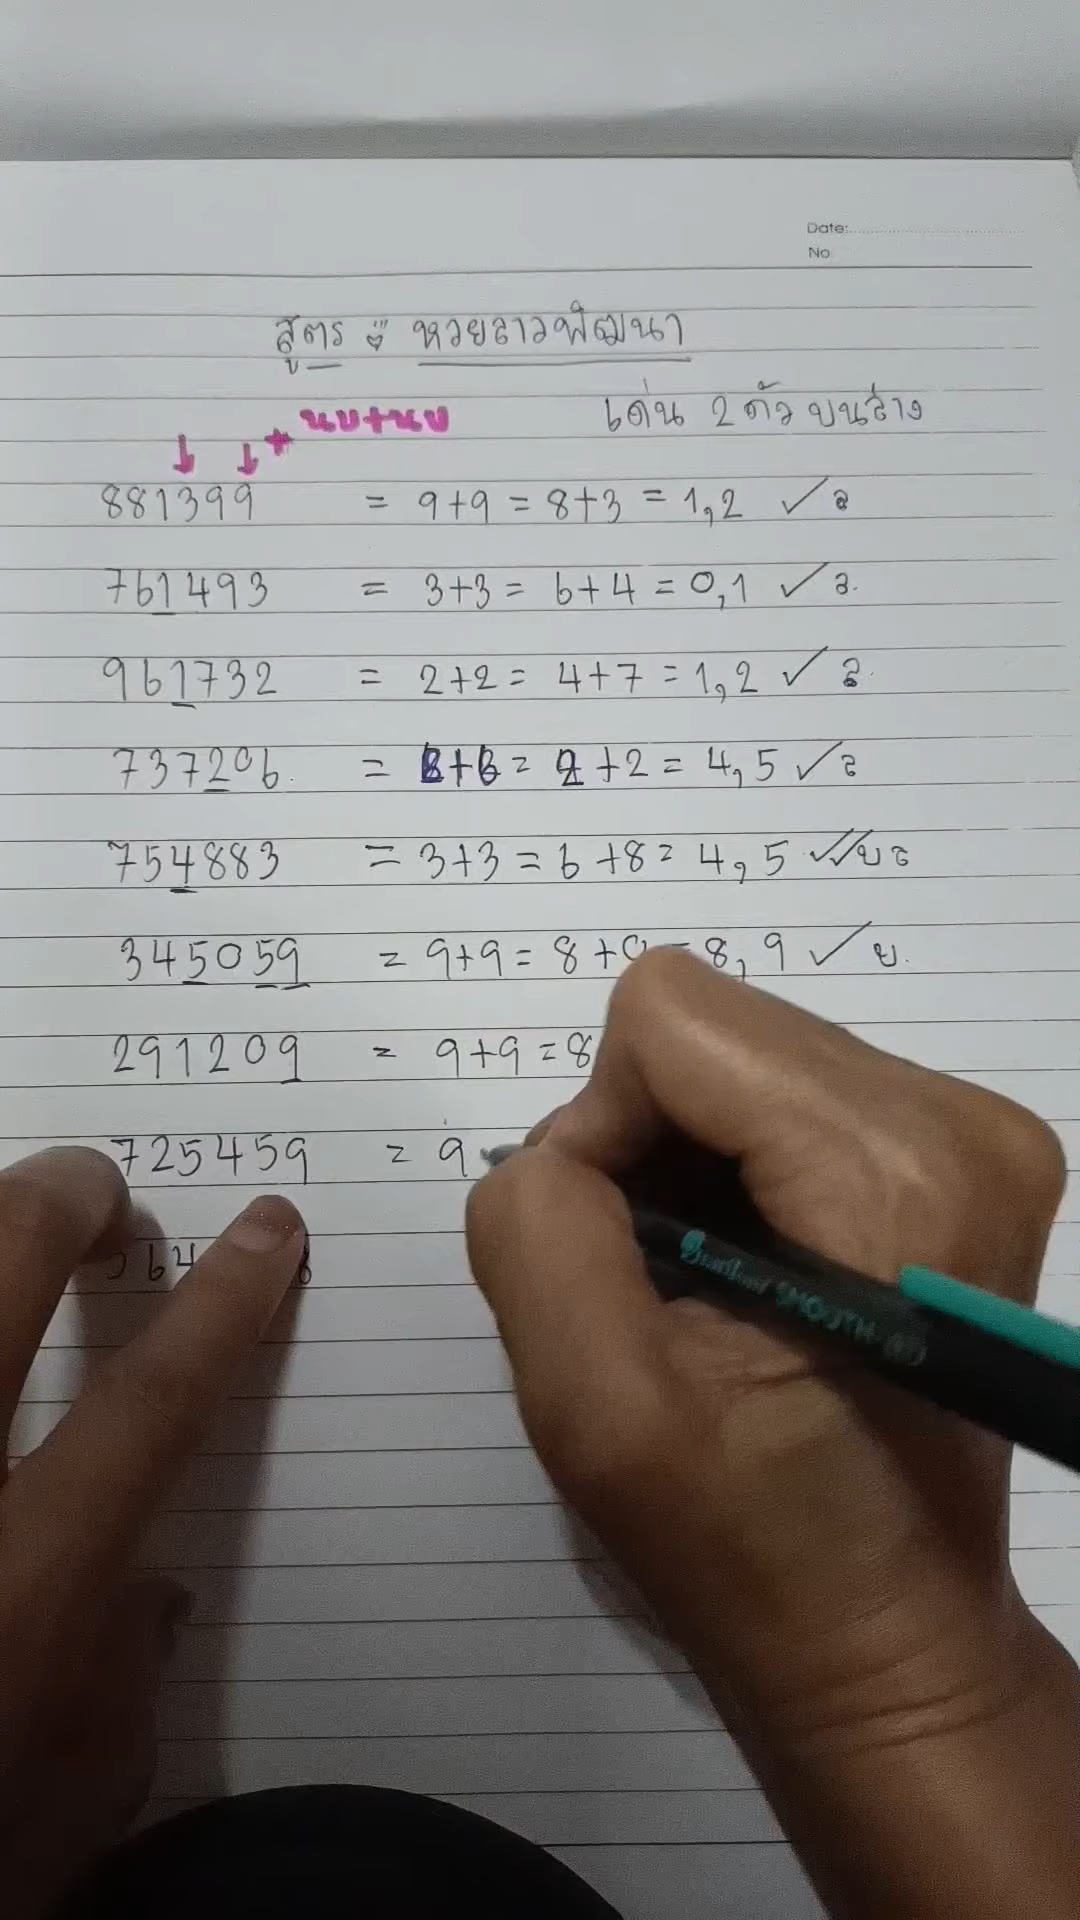 Date:
No
สูตร หวยลาวพัฒนา
นบ+นบ เด่น 2 ตัว บนล่าง
881399 = 9+9 = 8+3 = 1,2 ✓ ล
761493 = 3+3 = 6+4 = 0,1 ✓ ล.
961732 = 2+2 = 4+7 = 1,2 ✓ ล.
737206. = 6+6 = 2+2 = 4,5 ✓ ล
754883 = 3+3 = 6+8 = 4,5 ✓✓ บล
345059 = 9+9 = 8+0 = 8,9 ✓ บ.
291209 = 9+9 = 8
725459 = 9
64 8
SMOOTH